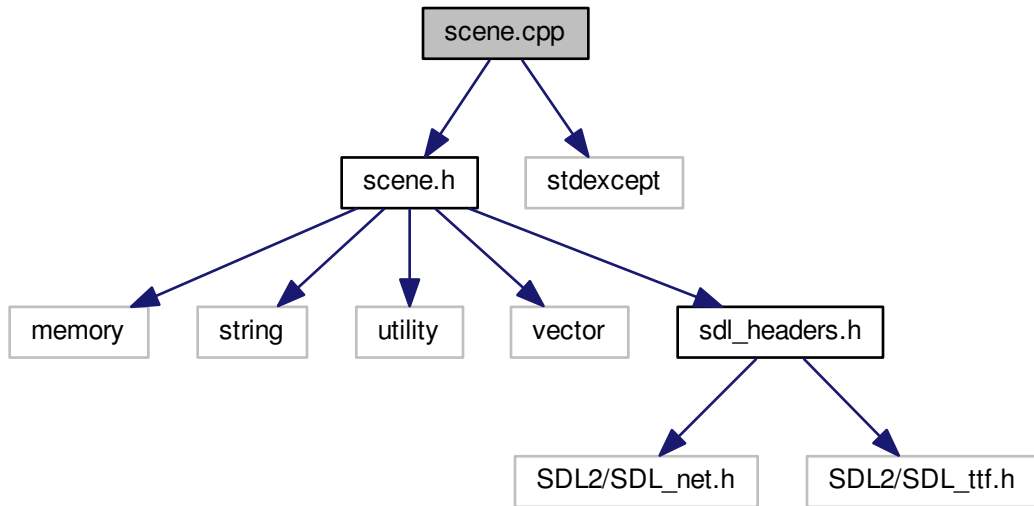 scene.cpp
scene.h
stdexcept
memory
string
utility
vector
sdl_headers.h
SDL2/SDL_net.h
SDL2/SDL_ttf.h